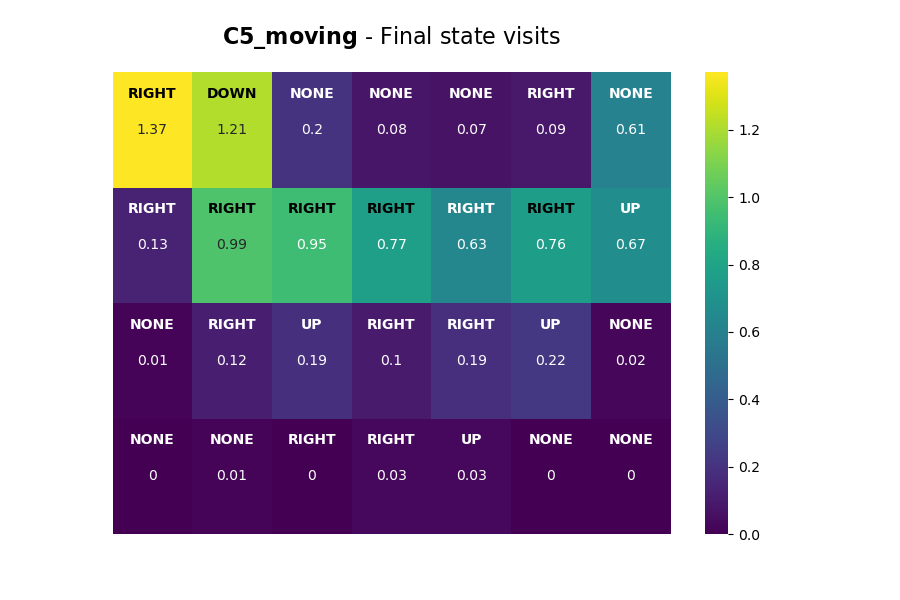 C5_moving - Final state visits
RIGHT DOWN NONE NONE NONE RIGHT NONE
1.37 1.21 0.2 0.08 0.07 0.09 0.61
RIGHT RIGHT RIGHT RIGHT RIGHT RIGHT UP
0.13 0.99 0.95 0.77 0.63 0.76 0.67
NONE RIGHT UP RIGHT RIGHT UP NONE
0.01 0.12 0.19 0.1 0.19 0.22 0.02
NONE NONE RIGHT RIGHT UP NONE NONE
0 0.01 0 0.03 0.03 0 0
1.2
1.0
0.8
0.6
0.4
0.2
0.0